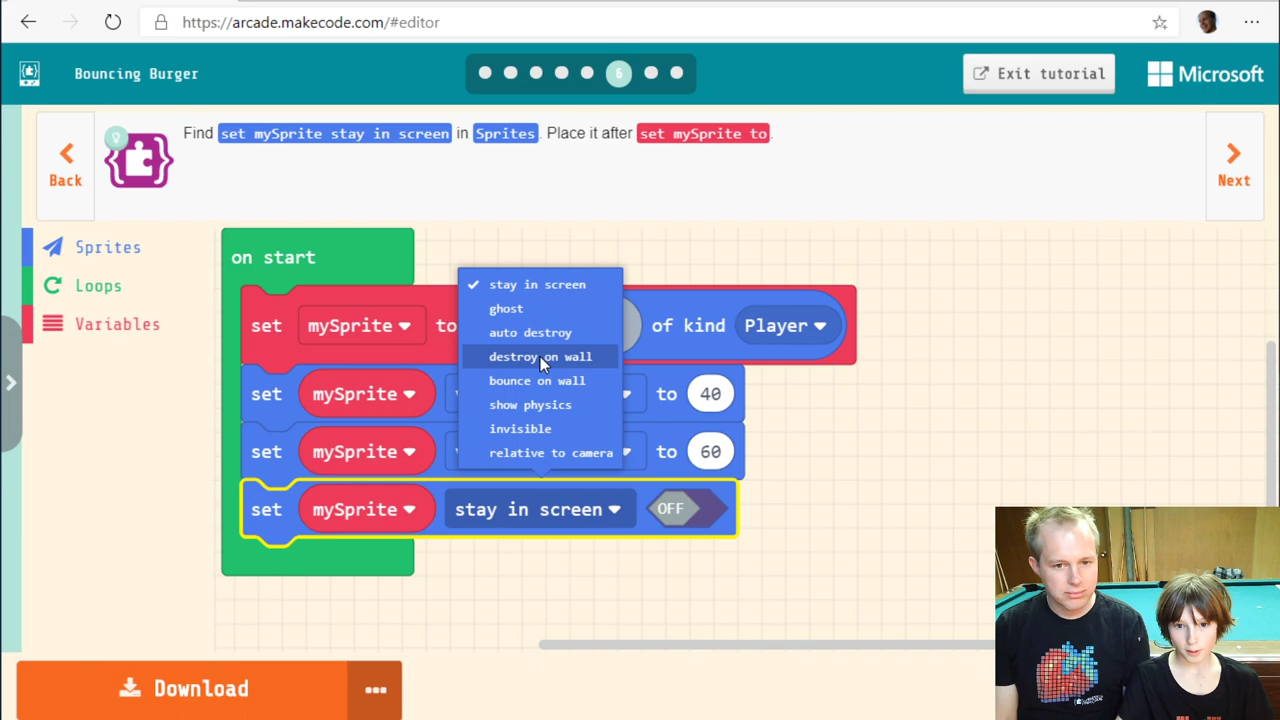 https://arcade.makecode.com/#editor
Bouncing Burger
6
Exit tutorial
Microsoft
Back
Find set mySprite stay in screen in Sprites. Place it after set mySprite to.
Next
Sprites
Loops
Variables
on start
set mySprite to of kind Player
stay in screen
ghost
auto destroy
destroy on wall
bounce on wall
show physics
invisible
relative to camera
set mySprite to 40
set mySprite to 60
set mySprite stay in screen OFF
Download